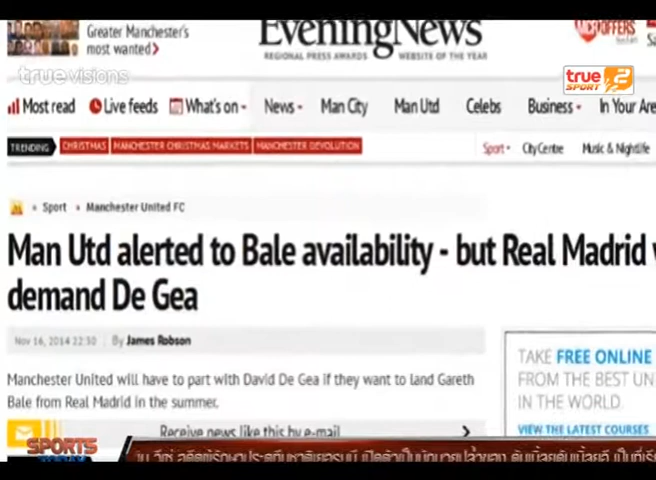 Greater Manchester's
most wanted
Evening News
REGIONAL PRESS AWARDS WEBSITE OF THE YEAR
truevisions
true
SPORT 2
Most read Live feeds What's on News Man City Man Utd Celebs Business In Your Are
TRENDING CHRISTMAS MANCHESTER CHRISTMAS MARKETS MANCHESTER DEVOLUTION Sport City Centre Music & Nightlife
Sport Manchester United FC
Man Utd alerted to Bale availability - but Real Madrid
demand De Gea
Nov 16, 2014 22:30 By James Robson
Manchester United will have to part with David De Gea if they want to land Gareth
Bale from Real Madrid in the summer.
TAKE FREE ONLINE
FROM THE BEST UN
IN THE WORLD.
VIEW THE LATEST COURSES
Receive news like this by e-mail
SPORTS